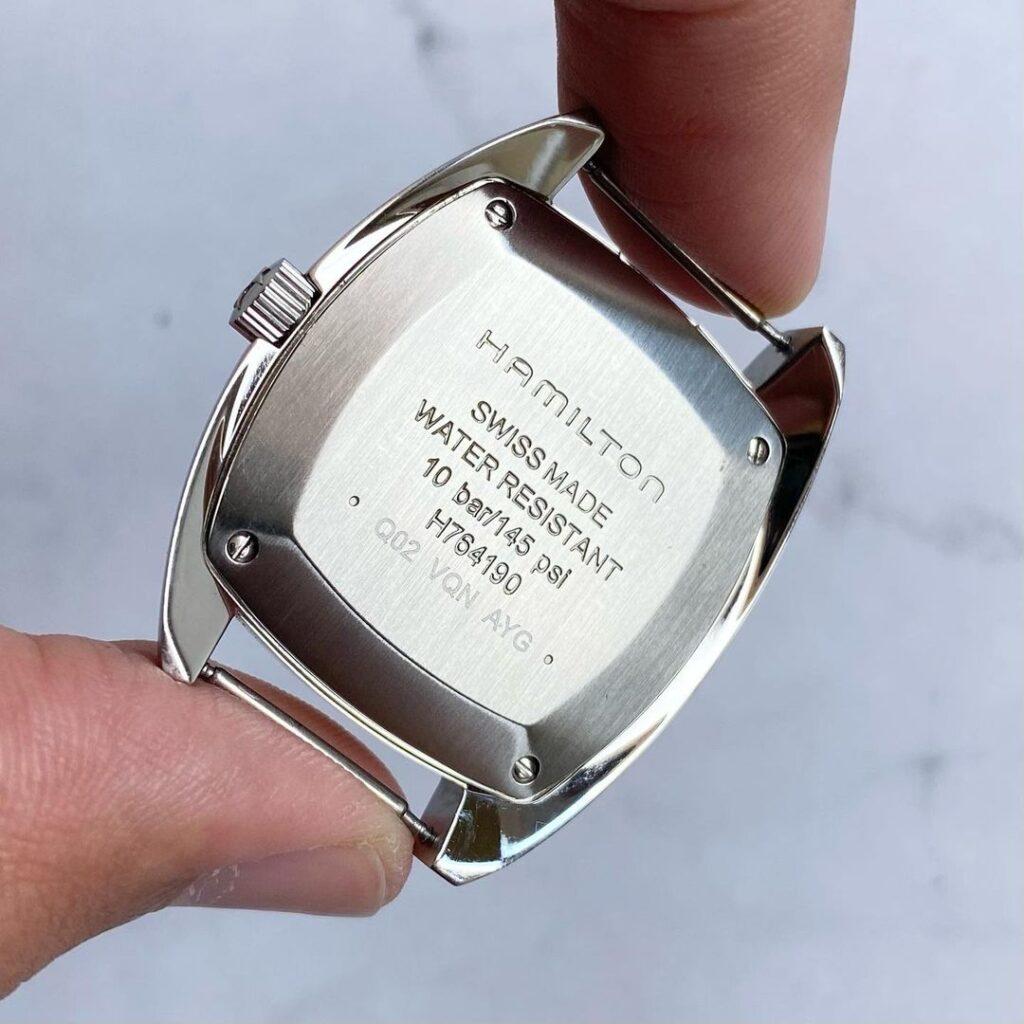 HAMILTON
SWISS MADE
WATER RESISTANT
10 bar/145 psi
H764190
Q02 VQN AYG